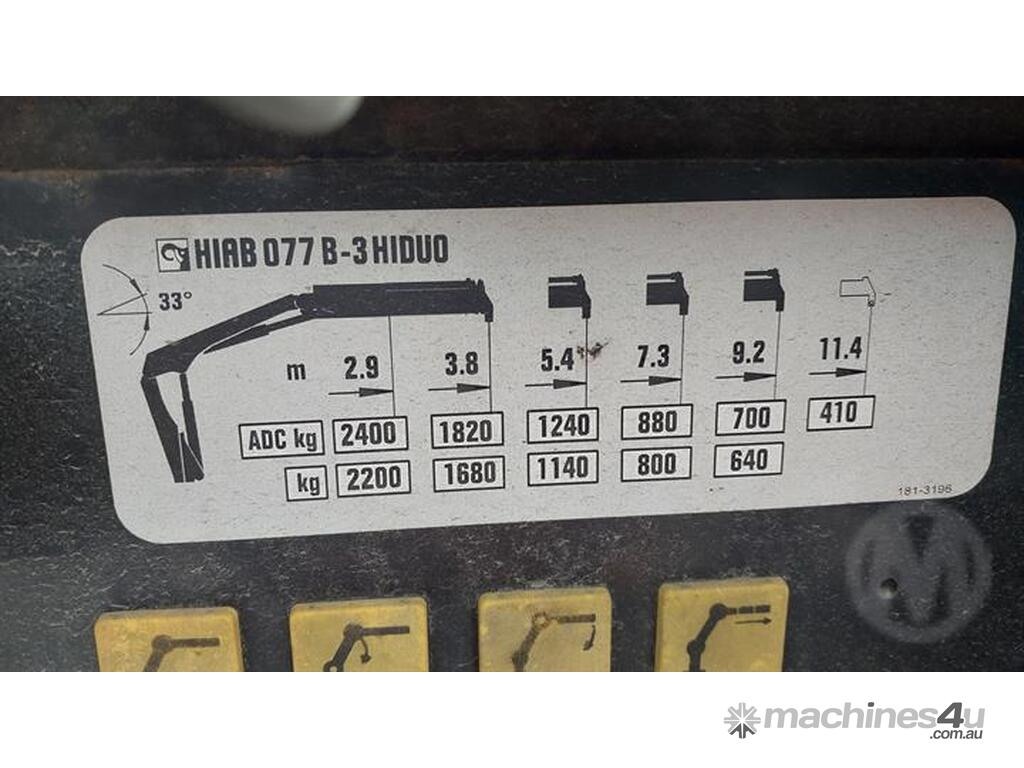 HIAB 077 B-3 HIDUO
33°
m 2.9 3.8 5.4 7.3 9.2 11.4
ADC kg 2400 1820 1240 880 700 410
kg 2200 1680 1140 800 640
181-3196
M
machines4u
.com.au